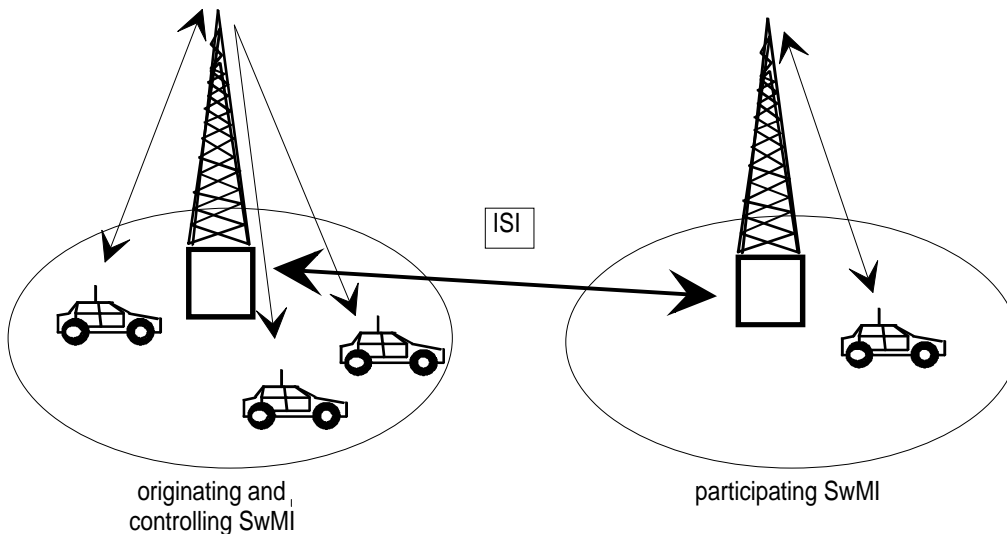 ISI
originating and
controlling SwMI
participating SwMI